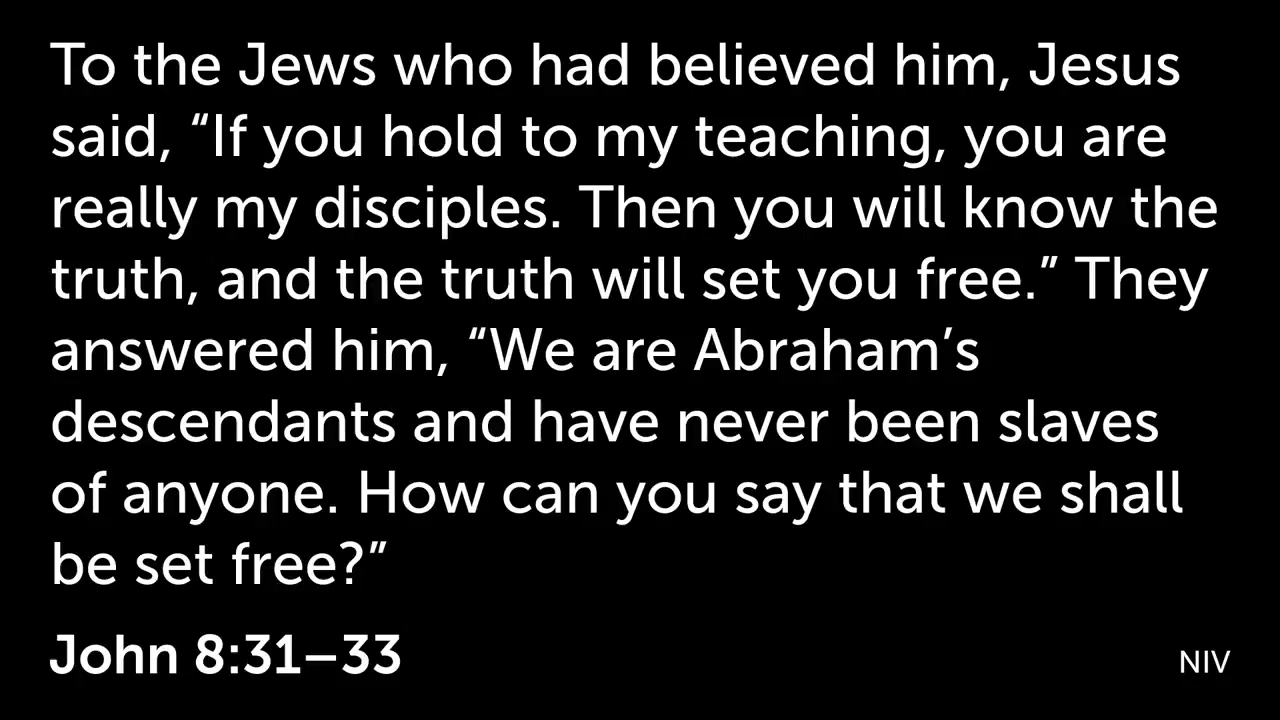 To the Jews who had believed him, Jesus
said, “If you hold to my teaching, you are
really my disciples. Then you will know the
truth, and the truth will set you free.” They
answered him, “We are Abraham’s
descendants and have never been slaves
of anyone. How can you say that we shall
be set free?”
John 8:31–33
NIV